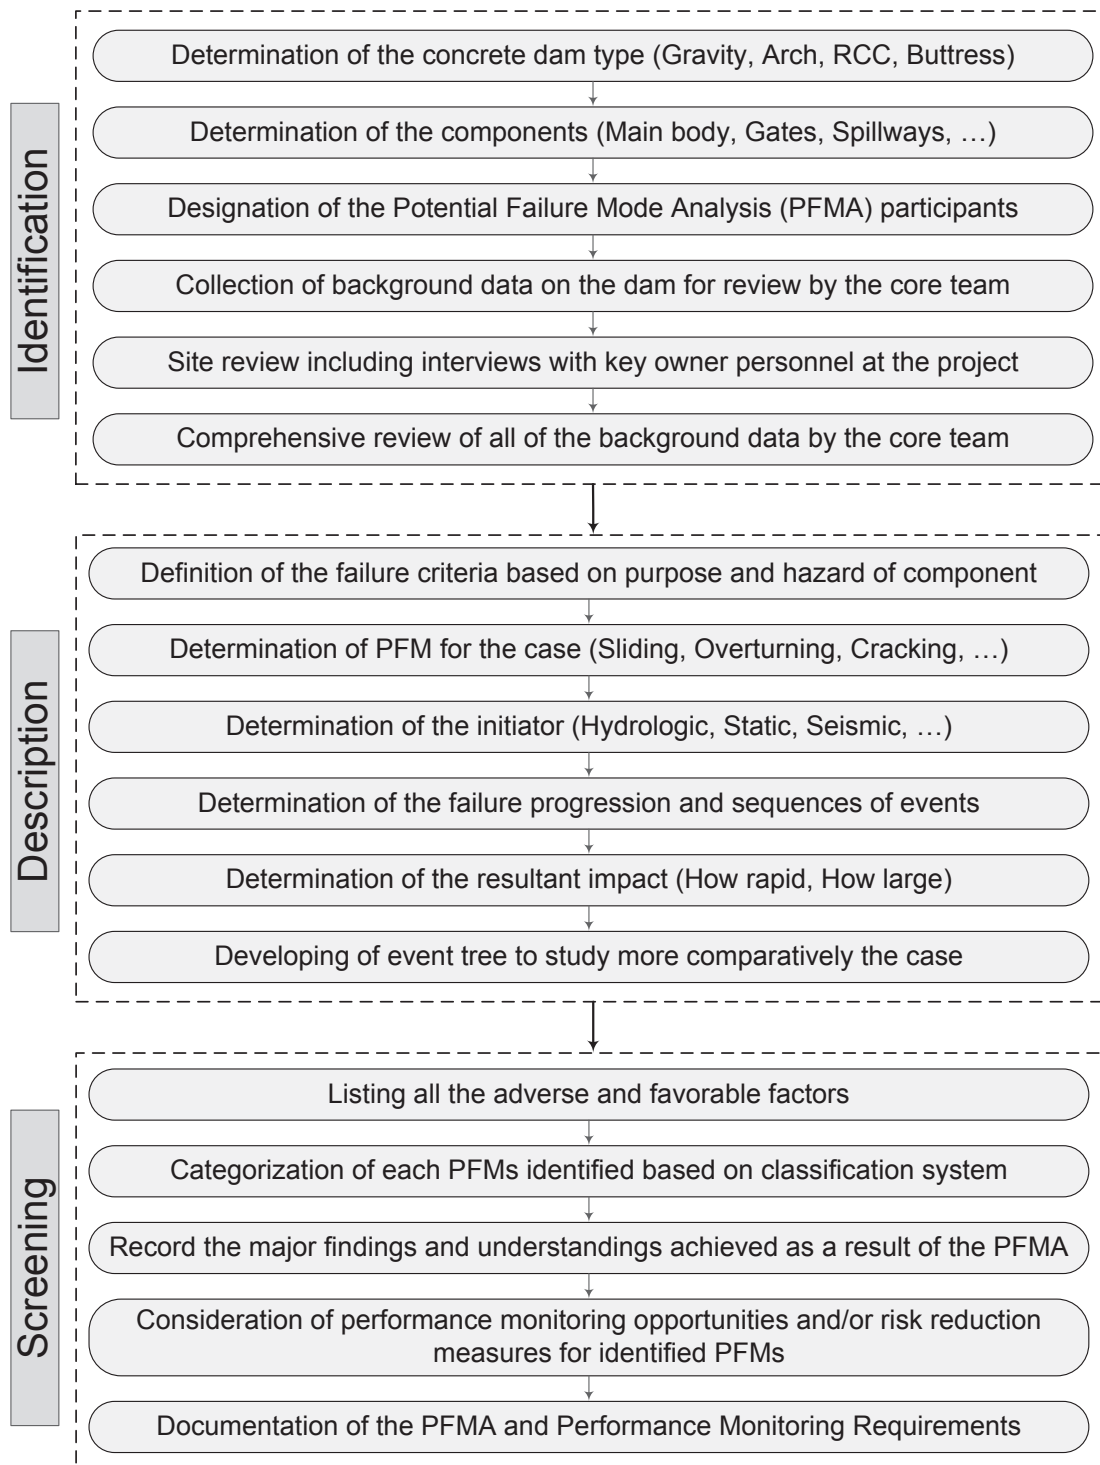 Identification
Determination of the concrete dam type (Gravity, Arch, RCC, Buttress)
Determination of the components (Main body, Gates, Spillways, …)
Designation of the Potential Failure Mode Analysis (PFMA) participants
Collection of background data on the dam for review by the core team
Site review including interviews with key owner personnel at the project
Comprehensive review of all of the background data by the core team
Description
Definition of the failure criteria based on purpose and hazard of component
Determination of PFM for the case (Sliding, Overturning, Cracking, …)
Determination of the initiator (Hydrologic, Static, Seismic, …)
Determination of the failure progression and sequences of events
Determination of the resultant impact (How rapid, How large)
Developing of event tree to study more comparatively the case
Screening
Listing all the adverse and favorable factors
Categorization of each PFMs identified based on classification system
Record the major findings and understandings achieved as a result of the PFMA
Consideration of performance monitoring opportunities and/or risk reduction
measures for identified PFMs
Documentation of the PFMA and Performance Monitoring Requirements